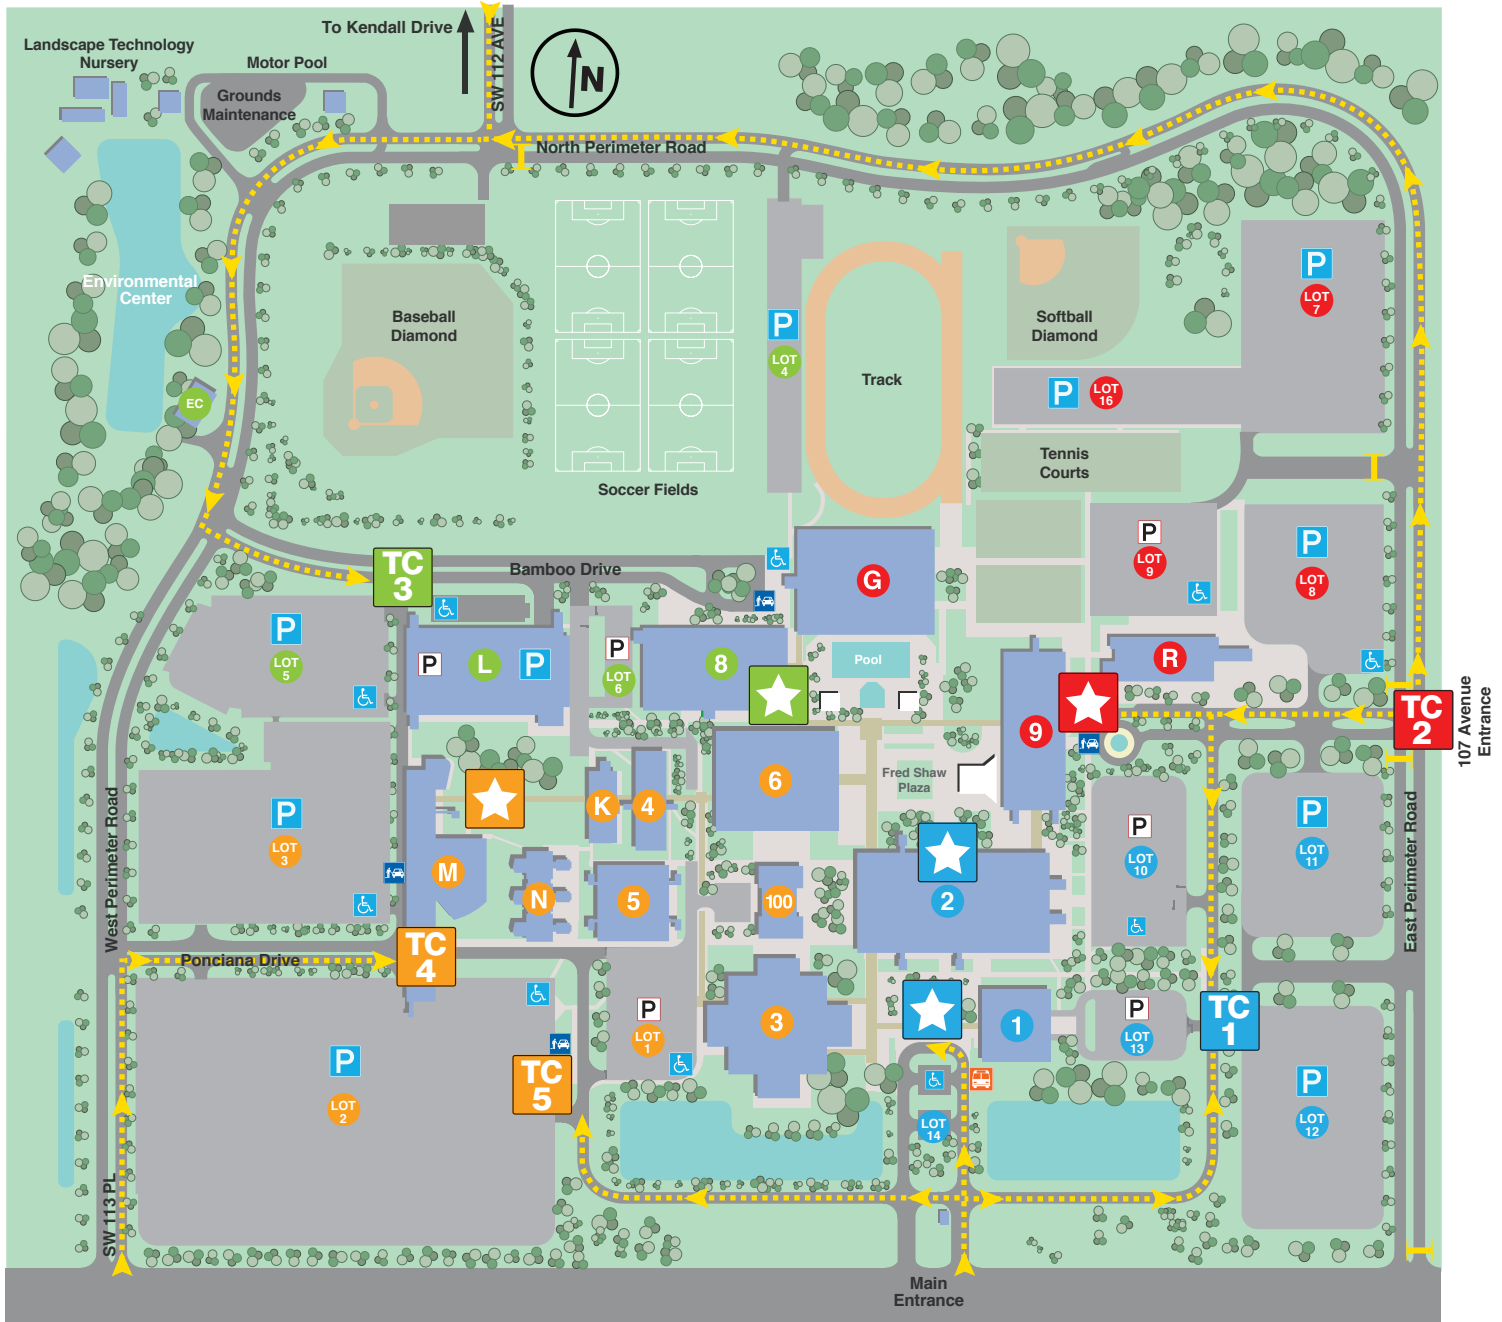 To Kendall Drive
SW 112 AVE
N
Landscape Technology
Nursery
Motor Pool
Grounds
Maintenance
North Perimeter Road
Environmental
Center
EC
Baseball
Diamond
Soccer Fields
P
LOT
4
Track
Softball
Diamond
P
LOT
7
P
LOT
16
Tennis
Courts
P
LOT
9
P
LOT
8
TC
3
Bamboo Drive
G
P
LOT
5
P
L
P
P
LOT
6
8
Pool
R
9
TC
2
107 Avenue
Entrance
Fred Shaw
Plaza
6
K
4
P
LOT
3
M
N
5
100
2
P
LOT
10
P
LOT
11
West Perimeter Road
East Perimeter Road
Ponciana Drive
TC
4
P
LOT
1
3
1
P
LOT
13
TC
1
P
LOT
2
TC
5
LOT
14
P
LOT
12
SW 113 PL
Main
Entrance